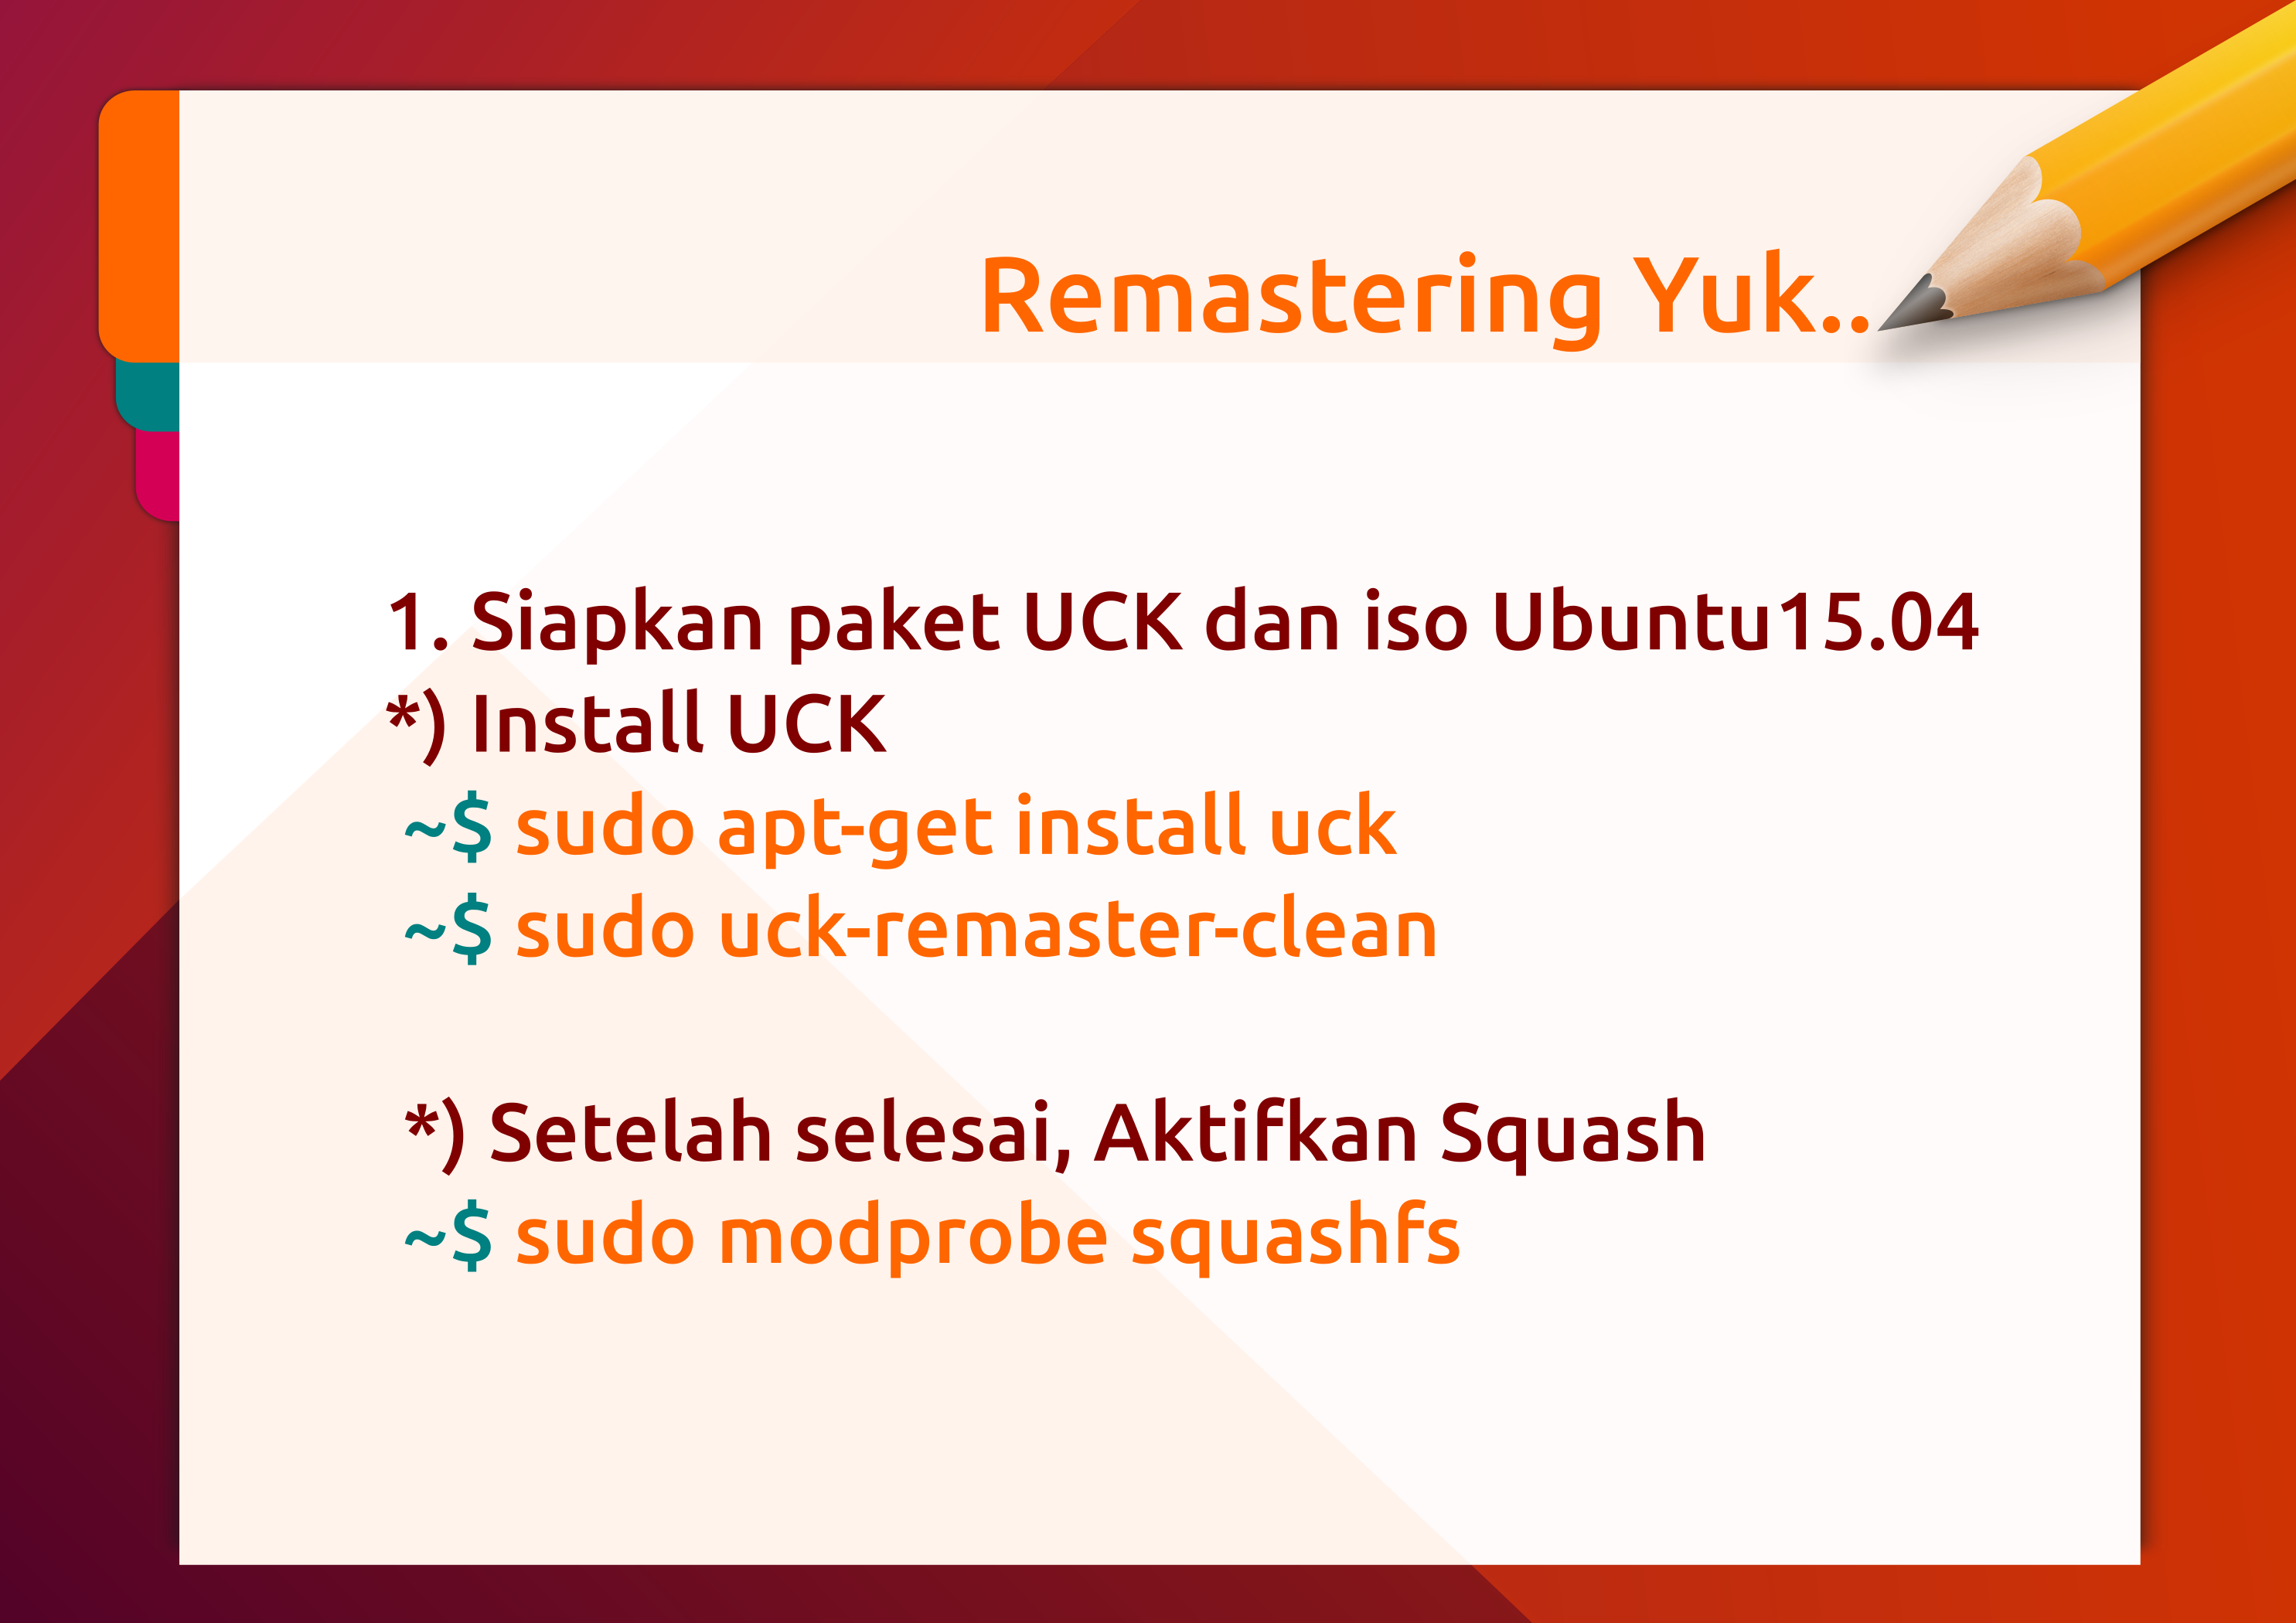 Remastering Yuk..
1. Siapkan paket UCK dan iso Ubuntu15.04
*) Install UCK
~$ sudo apt-get install uck
~$ sudo uck-remaster-clean
*) Setelah selesai, Aktifkan Squash
~$ sudo modprobe squashfs